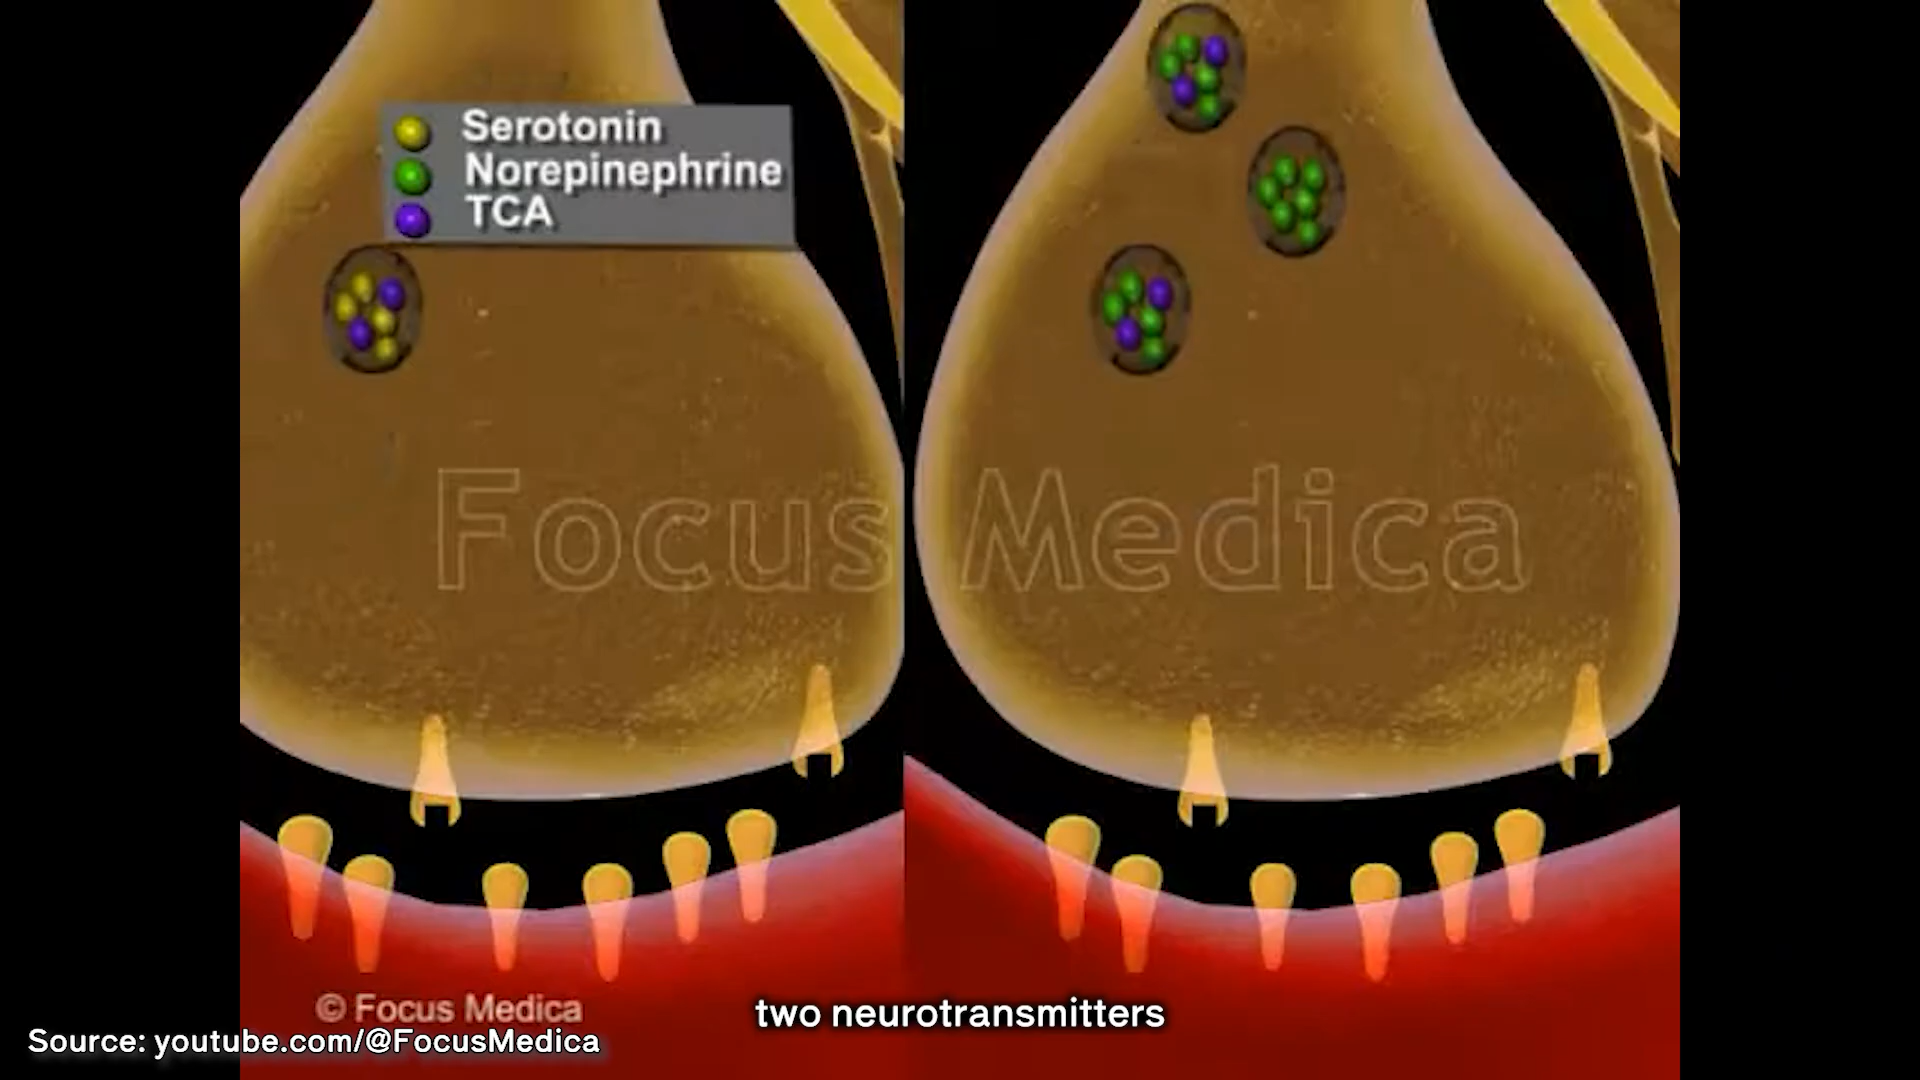 Serotonin
Norepinephrine
TCA
Focus Medica
© Focus Medica
two neurotransmitters
Source: youtube.com/@FocusMedica